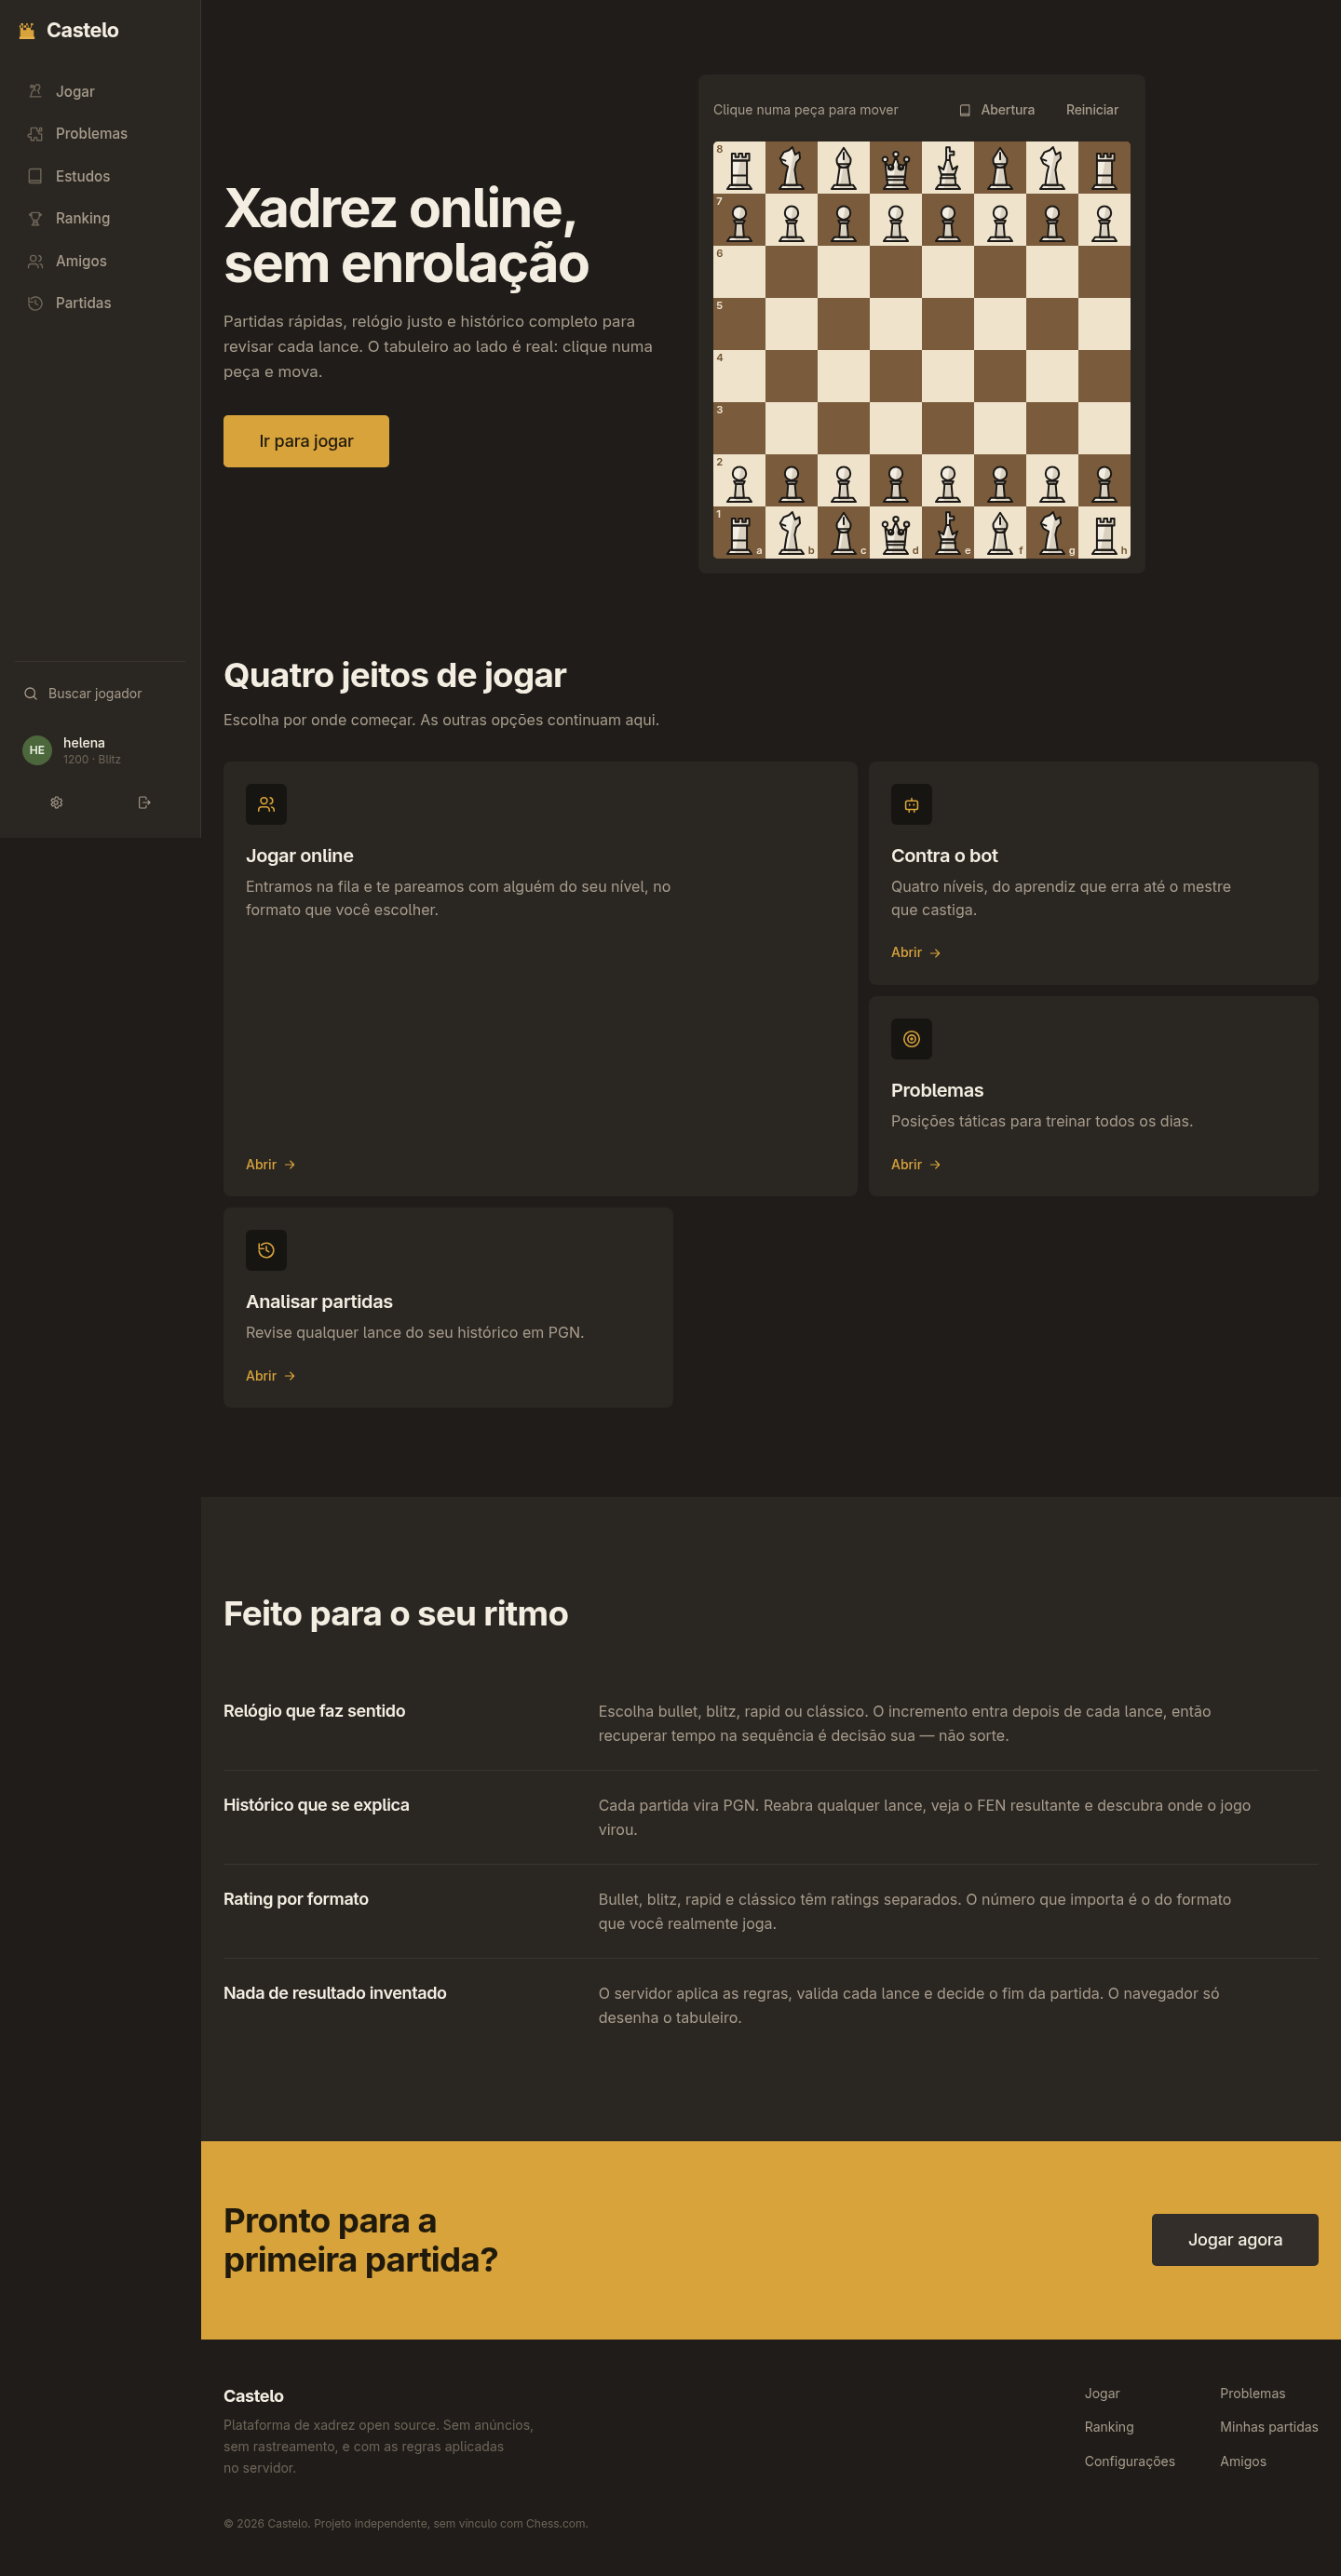 Castelo
Jogar
Problemas
Estudos
Ranking
Amigos
Partidas
Buscar jogador
HE
helena
1200 · Blitz
Xadrez online,
sem enrolação
Partidas rápidas, relógio justo e histórico completo para
revisar cada lance. O tabuleiro ao lado é real: clique numa
peça e mova.
Ir para jogar
Clique numa peça para mover
Abertura
Reiniciar
8
7
6
5
4
3
2
1
a b c d e f g h
Quatro jeitos de jogar
Escolha por onde começar. As outras opções continuam aqui.
Jogar online
Entramos na fila e te pareamos com alguém do seu nível, no
formato que você escolher.
Abrir →
Contra o bot
Quatro níveis, do aprendiz que erra até o mestre
que castiga.
Abrir →
Problemas
Posições táticas para treinar todos os dias.
Abrir →
Analisar partidas
Revise qualquer lance do seu histórico em PGN.
Abrir →
Feito para o seu ritmo
Relógio que faz sentido
Escolha bullet, blitz, rapid ou clássico. O incremento entra depois de cada lance, então
recuperar tempo na sequência é decisão sua — não sorte.
Histórico que se explica
Cada partida vira PGN. Reabra qualquer lance, veja o FEN resultante e descubra onde o jogo
virou.
Rating por formato
Bullet, blitz, rapid e clássico têm ratings separados. O número que importa é o do formato
que você realmente joga.
Nada de resultado inventado
O servidor aplica as regras, valida cada lance e decide o fim da partida. O navegador só
desenha o tabuleiro.
Pronto para a
primeira partida?
Jogar agora
Castelo
Plataforma de xadrez open source. Sem anúncios,
sem rastreamento, e com as regras aplicadas
no servidor.
Jogar
Problemas
Ranking
Minhas partidas
Configurações
Amigos
© 2026 Castelo. Projeto independente, sem vínculo com Chess.com.